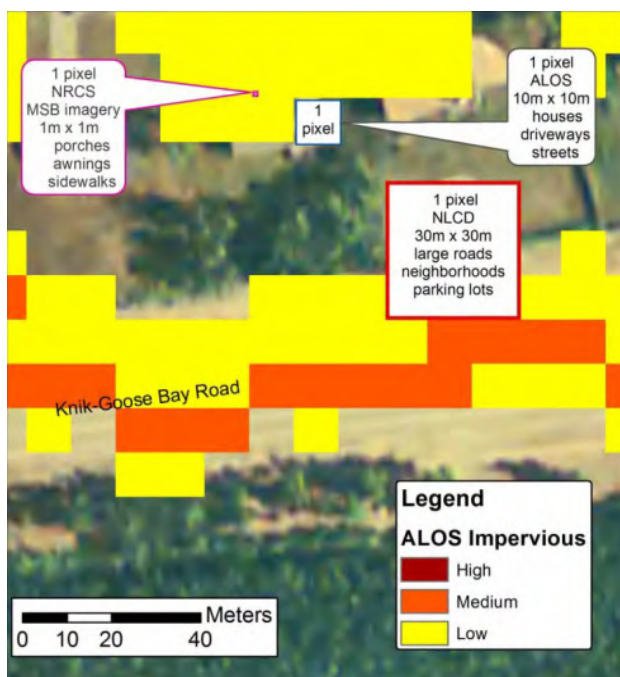 1 pixel
NRCS
MSB imagery
1m x 1m
porches
awnings
sidewalks
1
pixel
1 pixel
ALOS
10m x 10m
houses
driveways
streets
1 pixel
NLCD
30m x 30m
large roads
neighborhoods
parking lots
Knik-Goose Bay Road
Legend
ALOS Impervious
High
Medium
Low
Meters
0 10 20 40